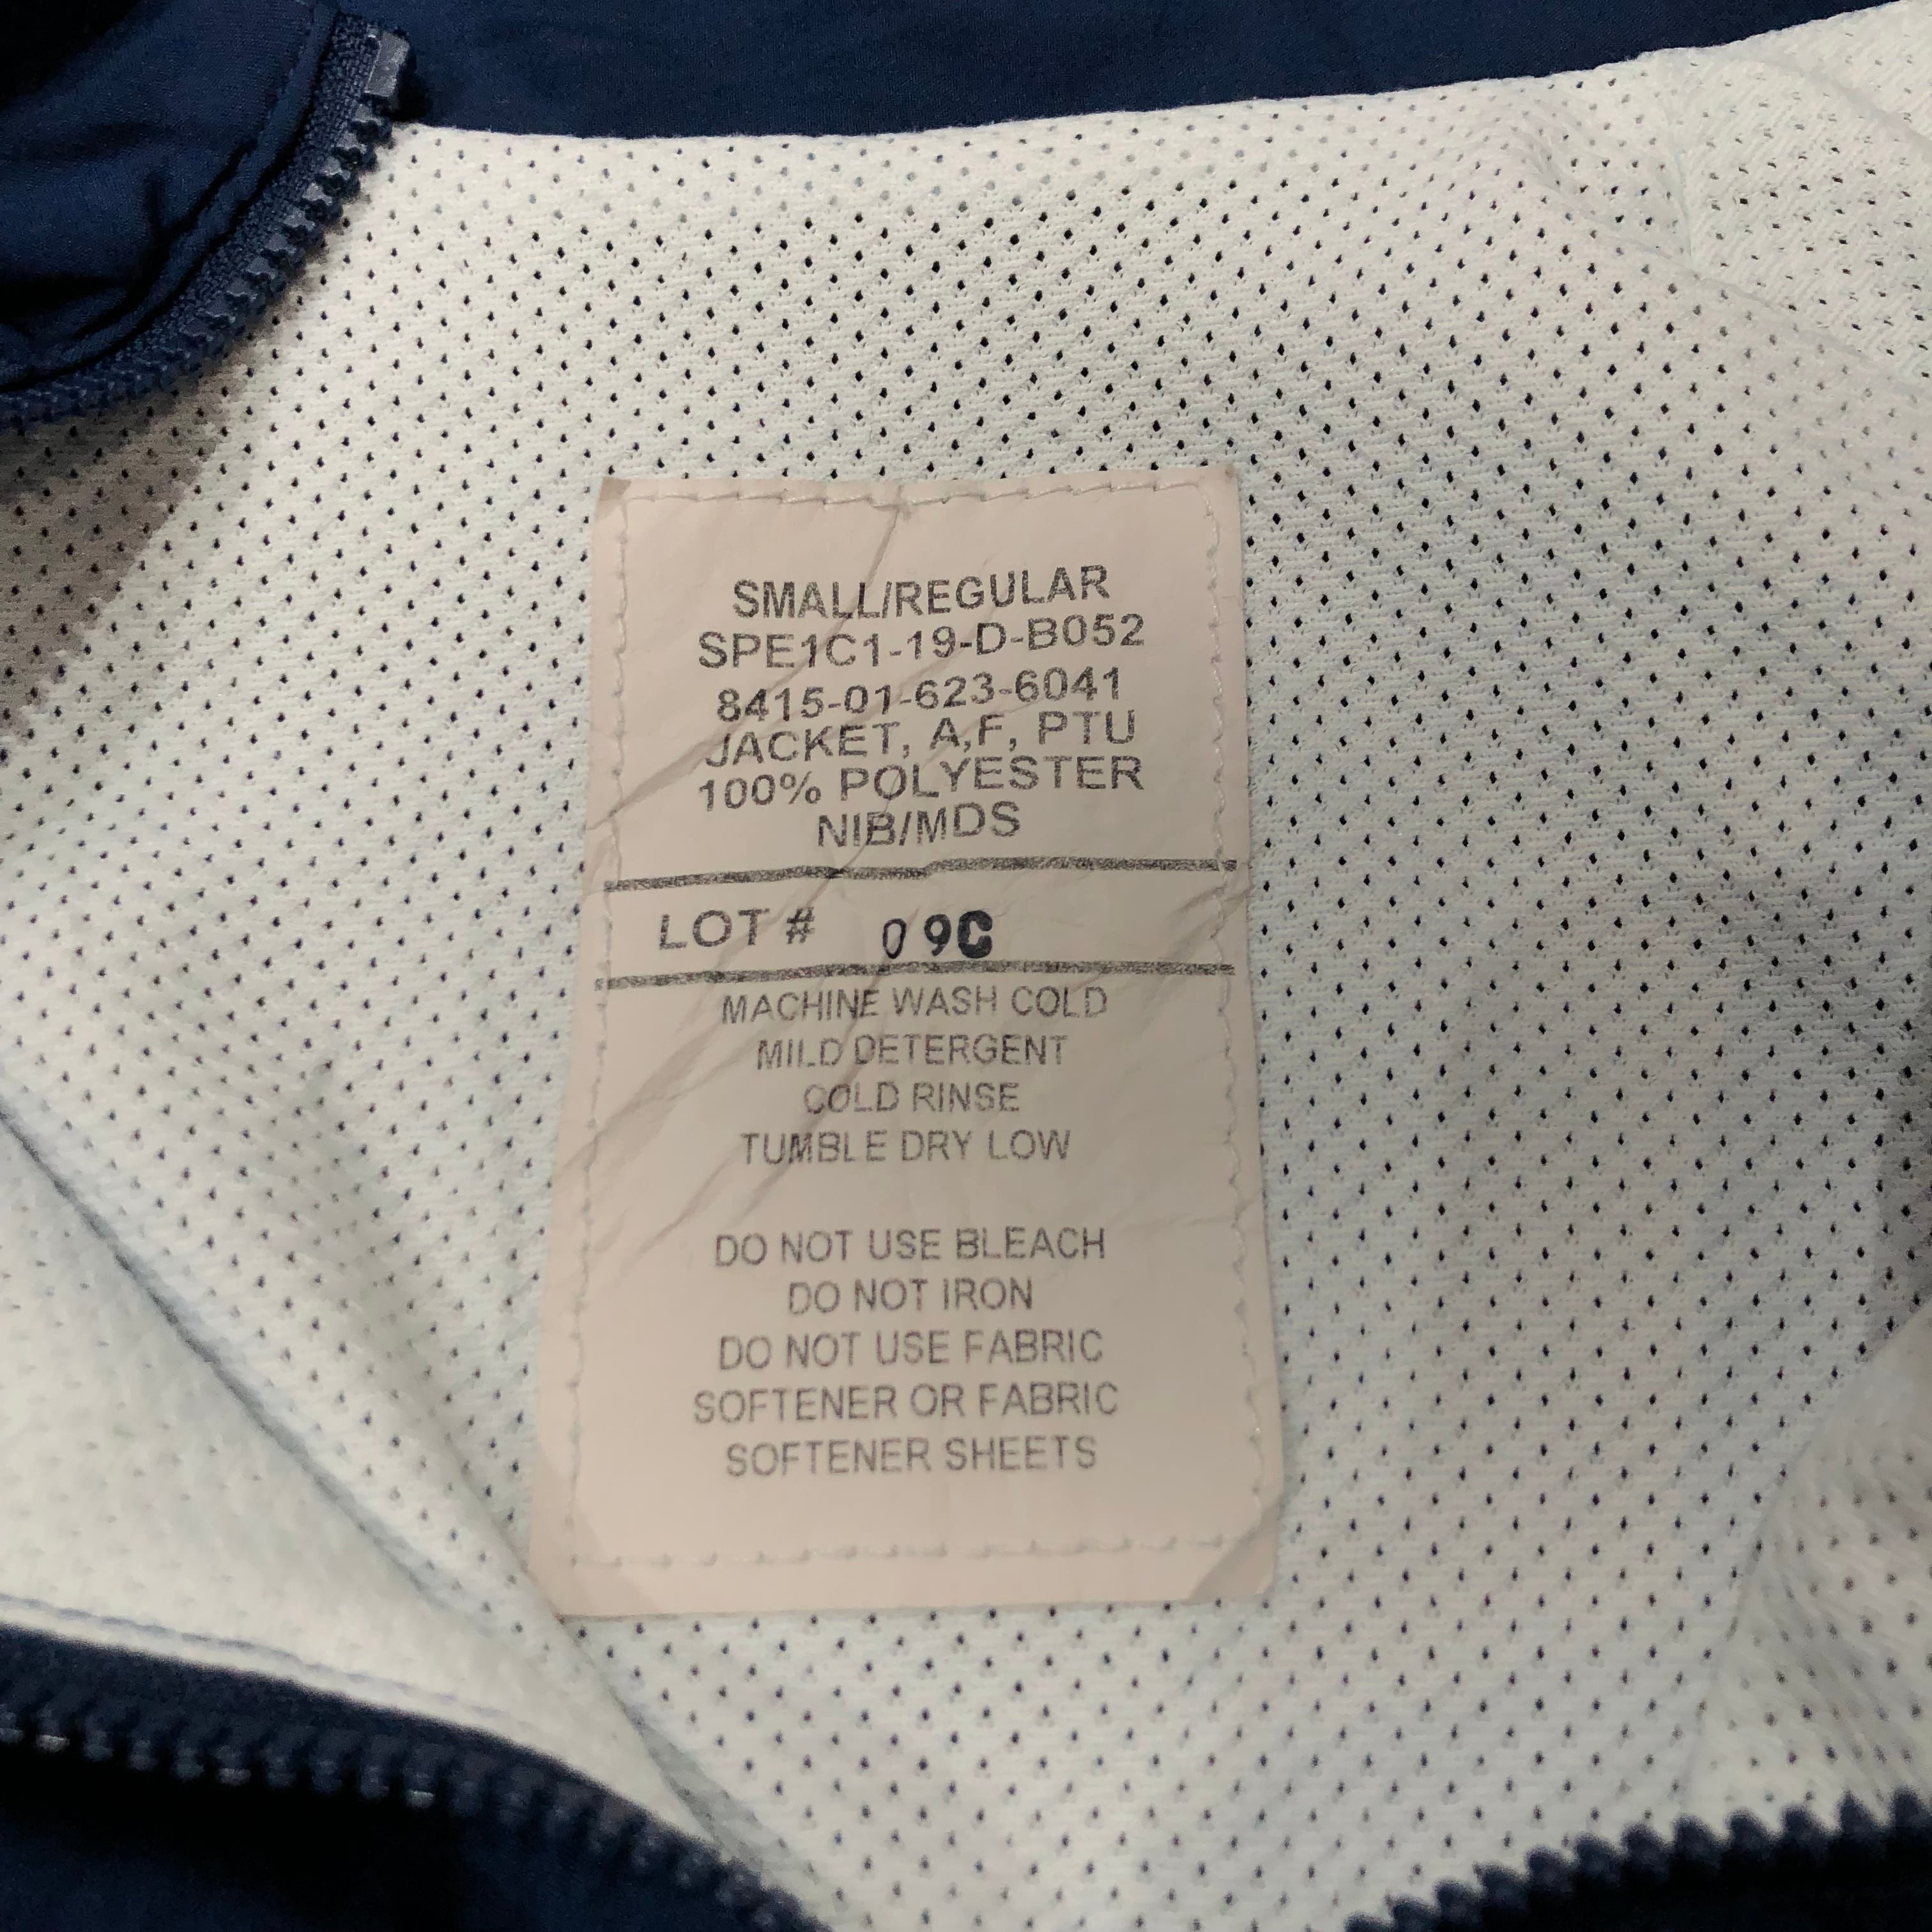 SMALL/REGULAR
SPE1C1-19-D-B052
8415-01-623-6041
JACKET, A,F, PTU
100% POLYESTER
NIB/MDS
LOT # 09C
MACHINE WASH COLD
MILD DETERGENT
COLD RINSE
TUMBLE DRY LOW
DO NOT USE BLEACH
DO NOT IRON
DO NOT USE FABRIC
SOFTENER OR FABRIC
SOFTENER SHEETS